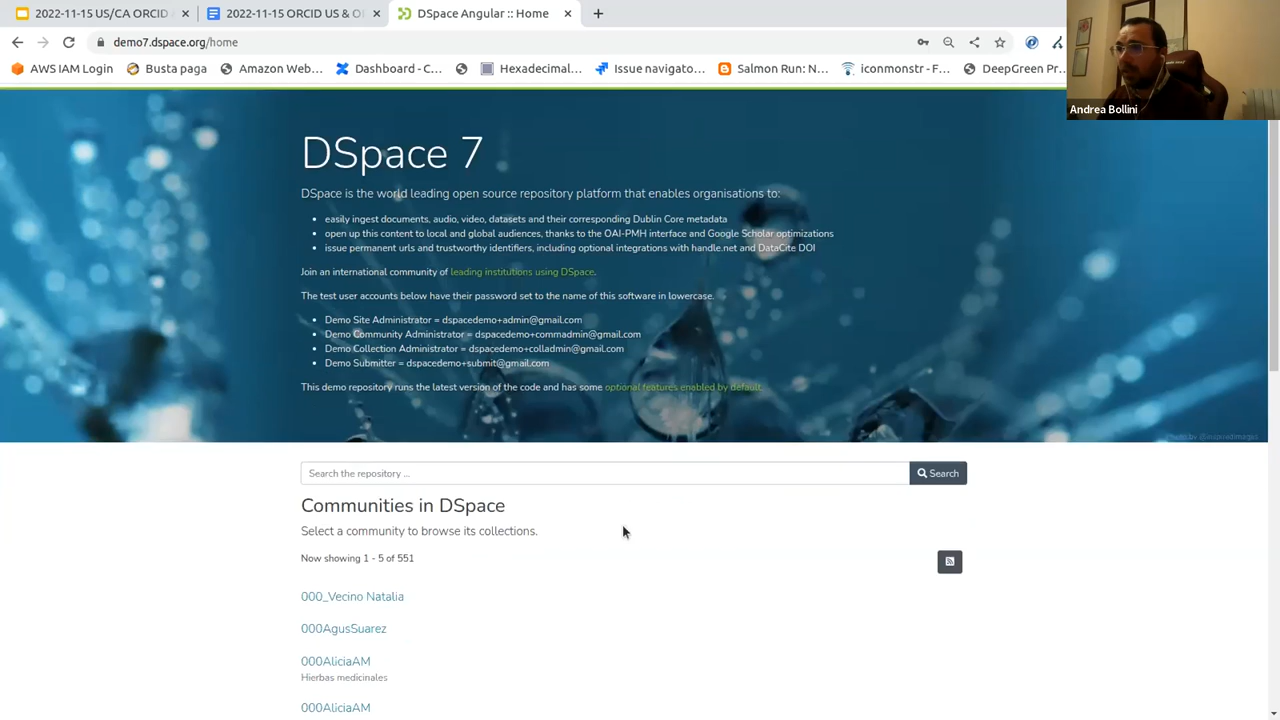 2022-11-15 US/CA ORCID
2022-11-15 ORCID US & O
DSpace Angular :: Home
demo7.dspace.org/home
AWS IAM Login
Busta paga
Amazon Web...
Dashboard - C...
Hexadecimal...
Issue navigato...
Salmon Run: N...
iconmonstr - F...
DeepGreen Pr...
Andrea Bollini
DSpace 7
DSpace is the world leading open source repository platform that enables organisations to:
• easily ingest documents, audio, video, datasets and their corresponding Dublin Core metadata
• open up this content to local and global audiences, thanks to the OAI-PMH interface and Google Scholar optimizations
• issue permanent urls and trustworthy identifiers, including optional integrations with handle.net and DataCite DOI
Join an international community of leading institutions using DSpace.
The test user accounts below have their password set to the name of this software in lowercase.
• Demo Site Administrator = dspacedemo+admin@gmail.com
• Demo Community Administrator = dspacedemo+commadmin@gmail.com
• Demo Collection Administrator = dspacedemo+colladmin@gmail.com
• Demo Submitter = dspacedemo+submit@gmail.com
This demo repository runs the latest version of the code and has some optional features enabled by default.
Photo by @inspiredimages
Search the repository ...
Search
Communities in DSpace
Select a community to browse its collections.
Now showing 1 - 5 of 551
000_Vecino Natalia
000AgusSuarez
000AliciaAM
Hierbas medicinales
000AliciaAM